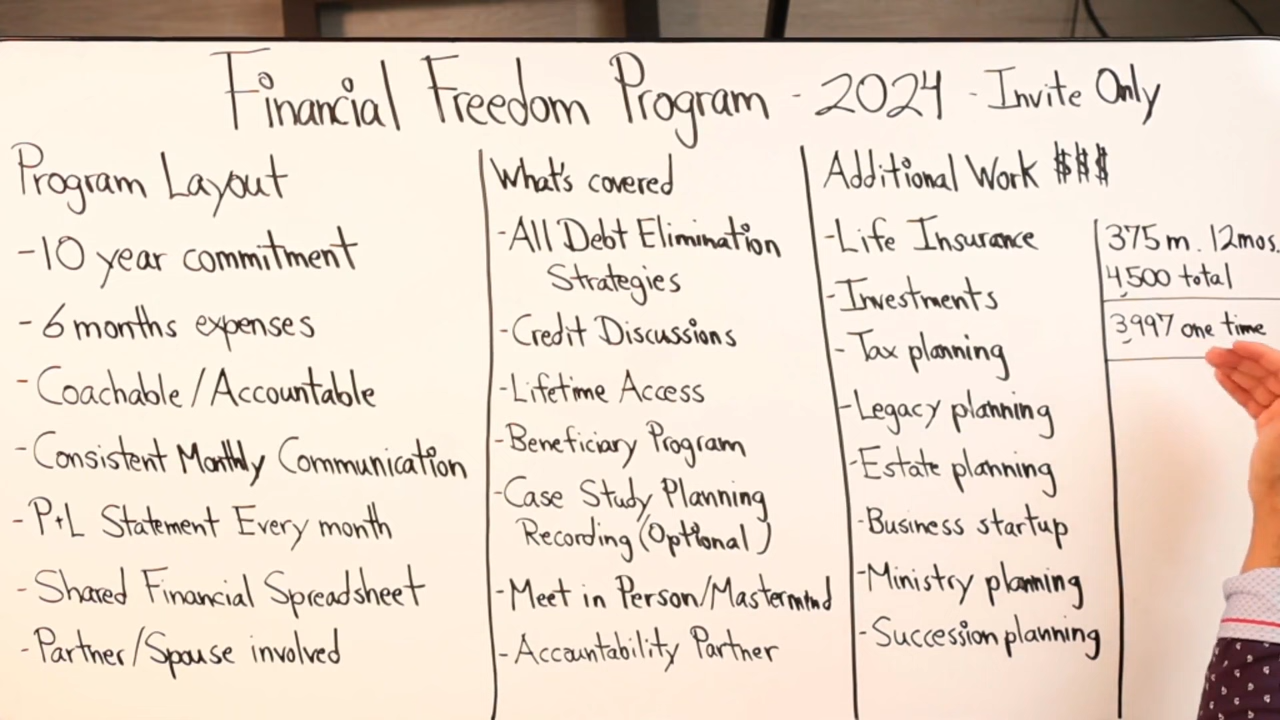 Financial Freedom Program - 2024 - Invite Only
Program Layout
-10 year commitment
-6 months expenses
-Coachable/Accountable
-Consistent Monthly Communication
-P+L Statement Every month
-Shared Financial Spreadsheet
-Partner/Spouse involved
What's covered
-All Debt Elimination
Strategies
-Credit Discussions
-Lifetime Access
-Beneficiary Program
-Case Study Planning
Recording (Optional)
-Meet in Person/Mastermind
-Accountability Partner
Additional Work $$$
-Life Insurance
-Investments
-Tax planning
-Legacy planning
-Estate planning
-Business startup
-Ministry planning
-Succession planning
375 m. 12mos.
4,500 total
3,997 one time